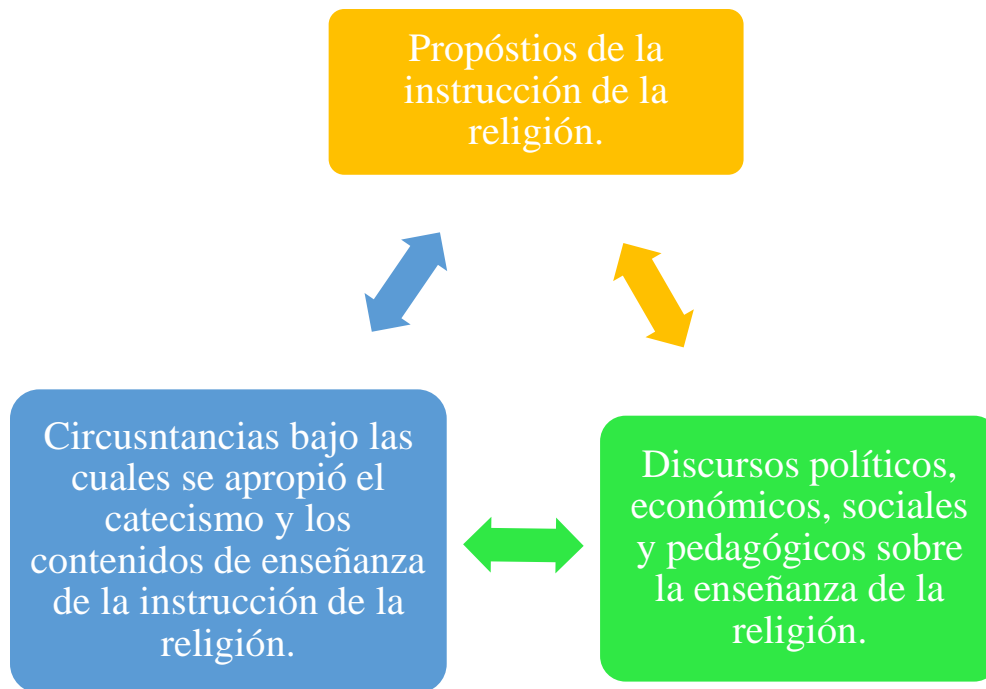 Propóstios de la
instrucción de la
religión.
Circusntancias bajo las
cuales se apropió el
catecismo y los
contenidos de enseñanza
de la instrucción de la
religión.
Discursos políticos,
económicos, sociales
y pedagógicos sobre
la enseñanza de la
religión.